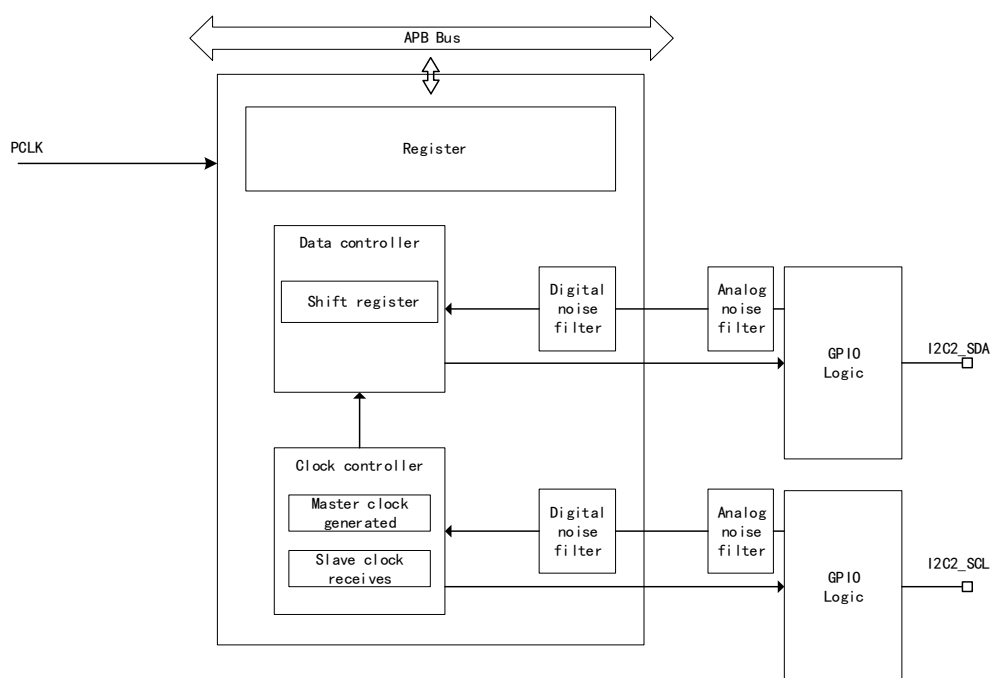 APB Bus
PCLK
Register
Data controller
Shift register
Digital
noise
filter
Analog
noise
filter
GPIO
Logic
I2C2_SDA
Clock controller
Master clock
generated
Slave clock
receives
Digital
noise
filter
Analog
noise
filter
GPIO
Logic
I2C2_SCL